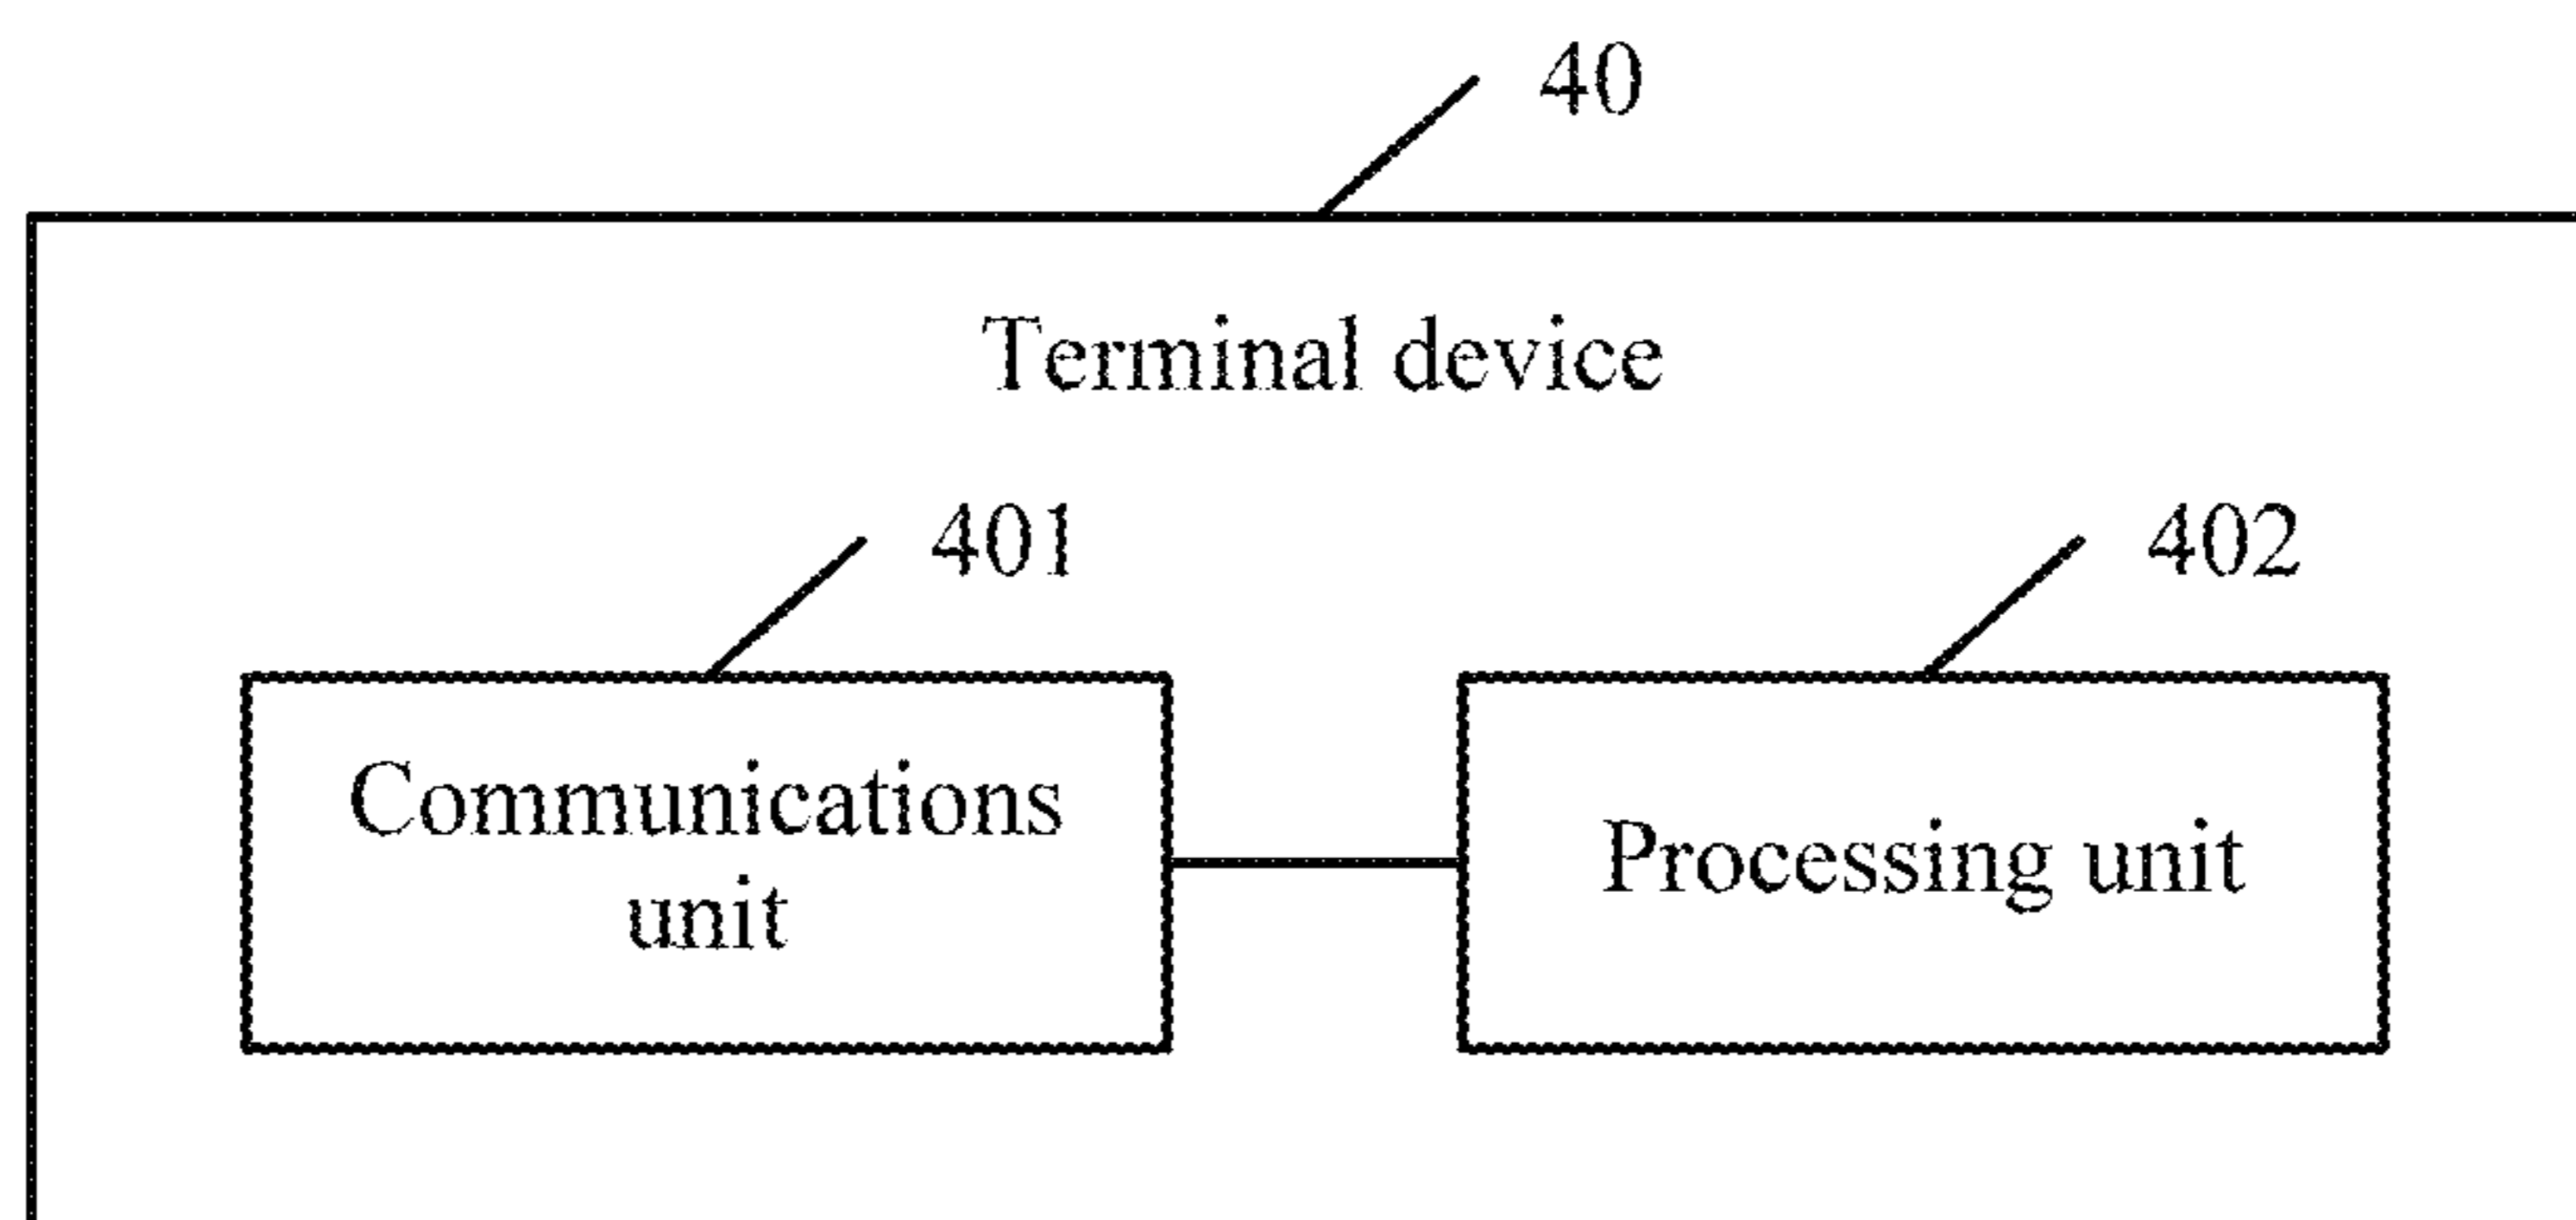 40
Terminal device
401
402
Communications
unit
Processing unit